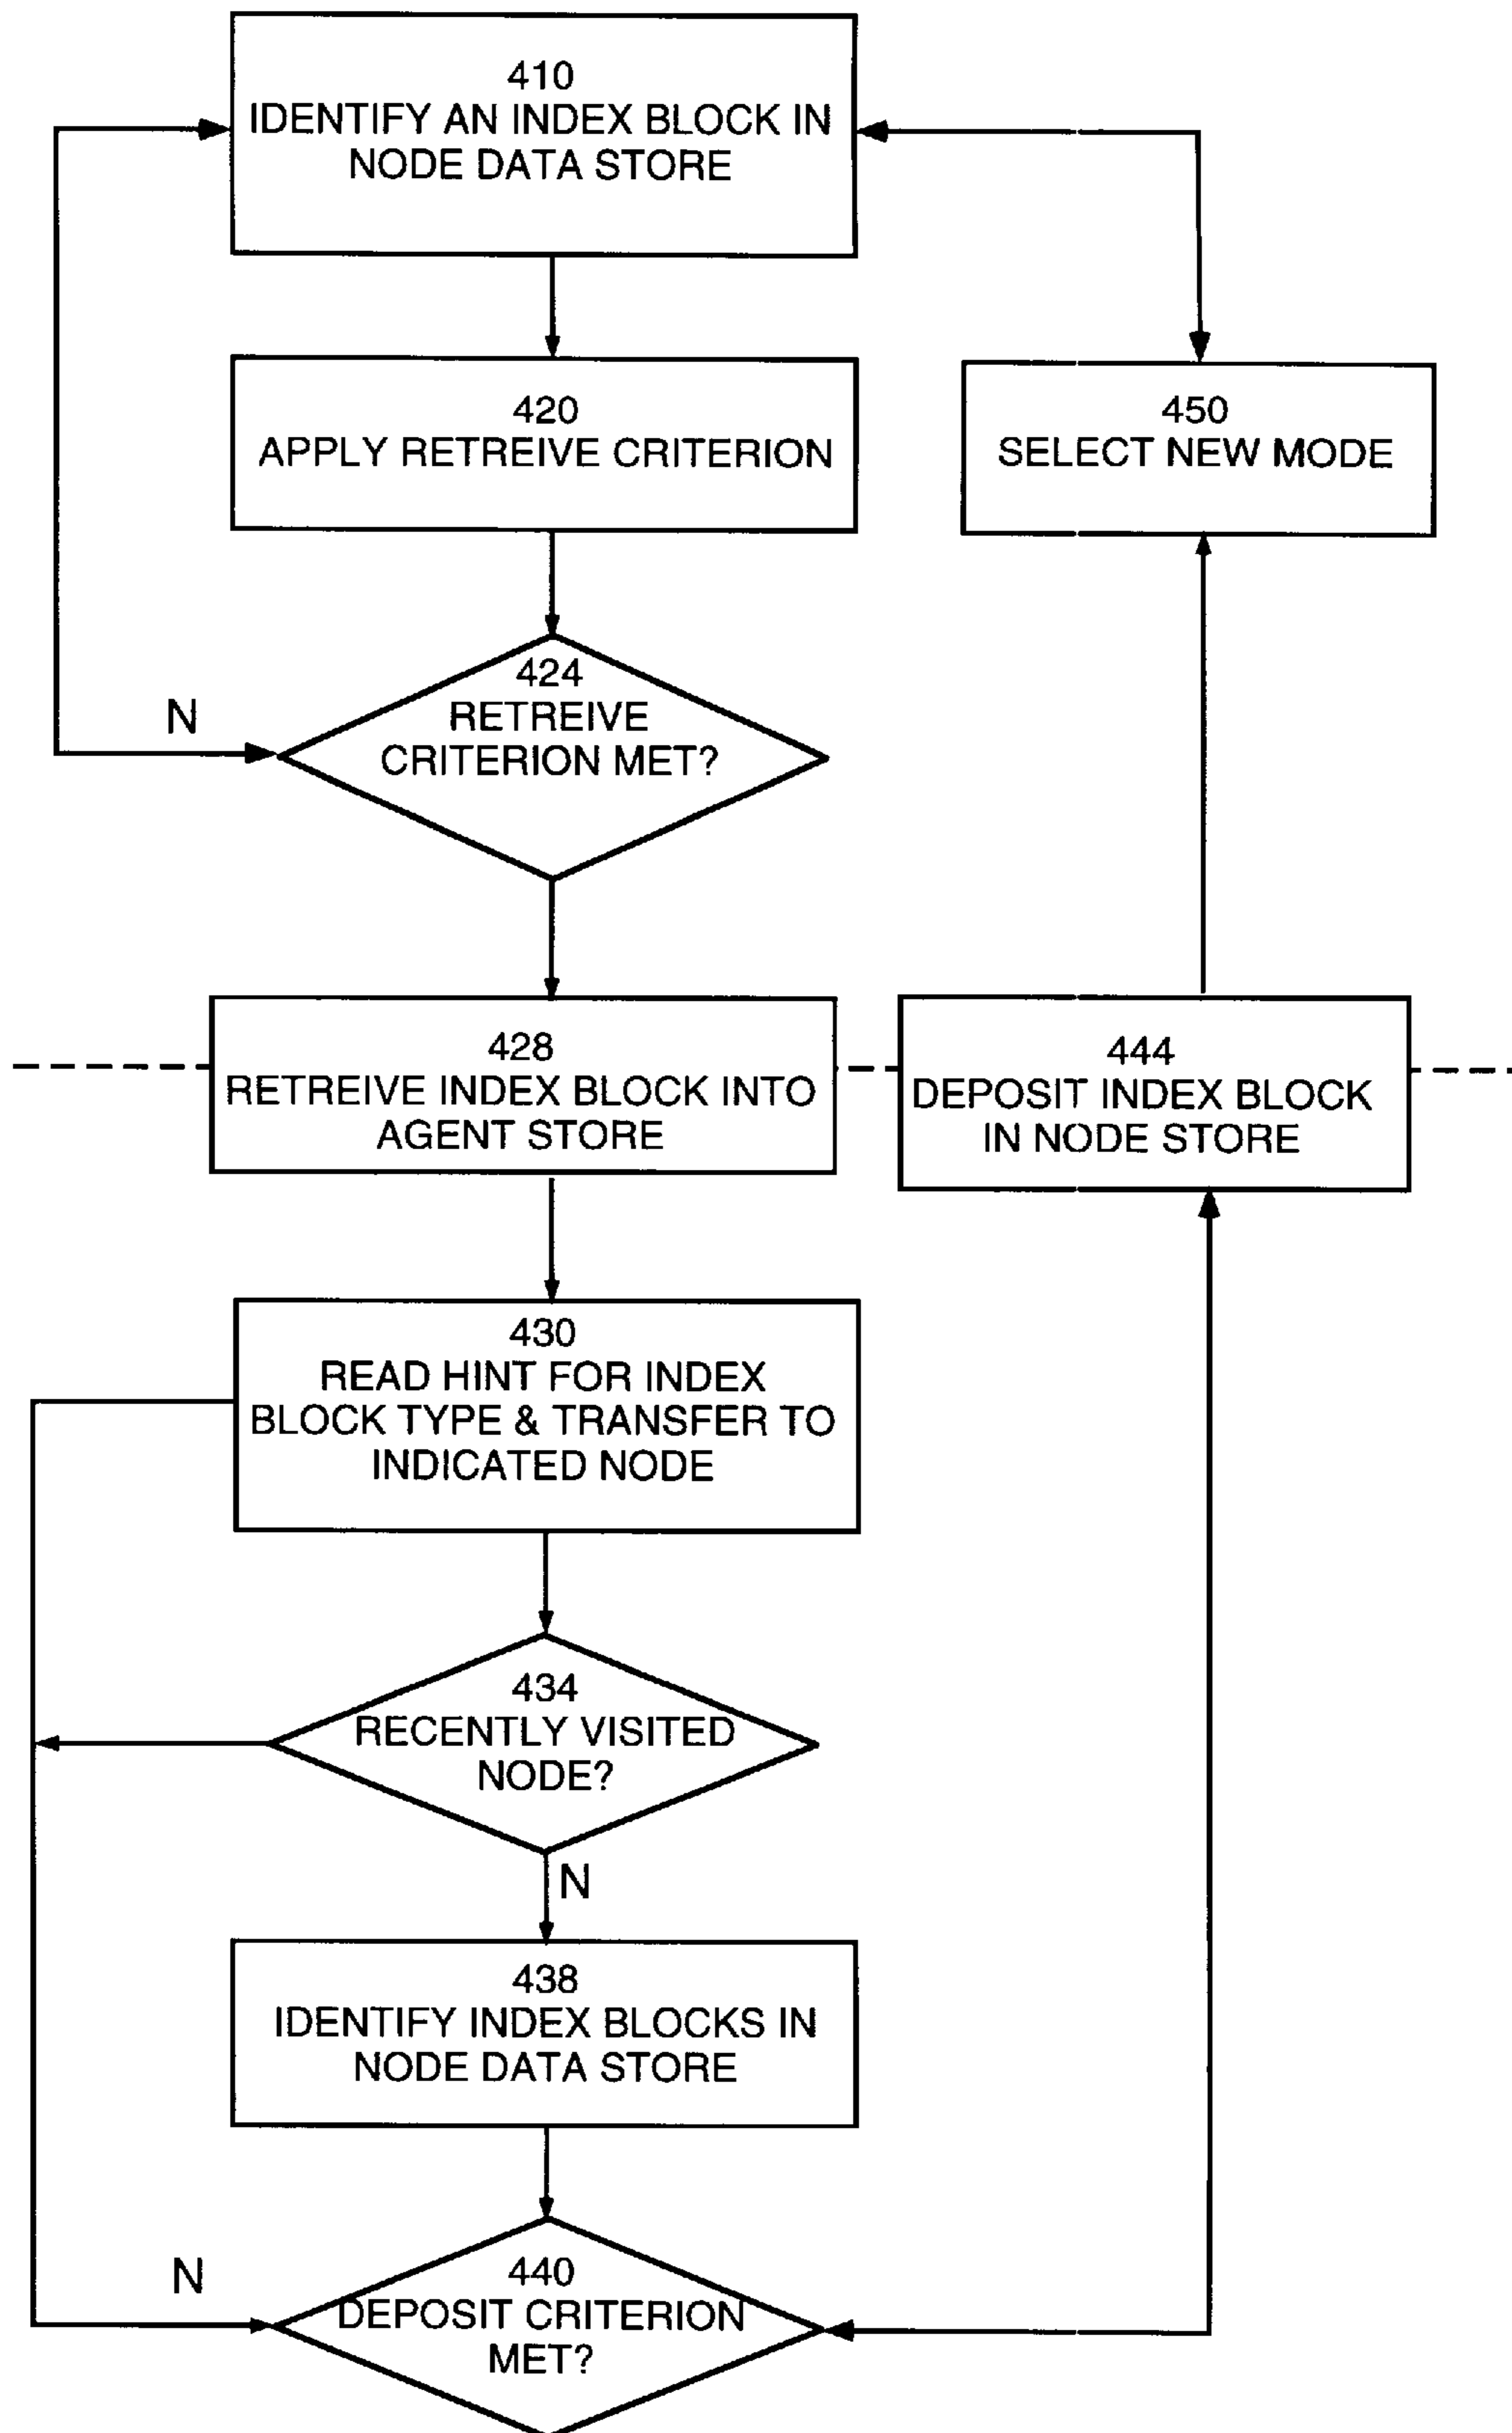 410
IDENTIFY AN INDEX BLOCK IN
NODE DATA STORE
420
APPLY RETREIVE CRITERION
450
SELECT NEW MODE
424
RETREIVE
CRITERION MET?
N
428
RETREIVE INDEX BLOCK INTO
AGENT STORE
444
DEPOSIT INDEX BLOCK
IN NODE STORE
430
READ HINT FOR INDEX
BLOCK TYPE & TRANSFER TO
INDICATED NODE
434
RECENTLY VISITED
NODE?
N
438
IDENTIFY INDEX BLOCKS IN
NODE DATA STORE
N
440
DEPOSIT CRITERION
MET?